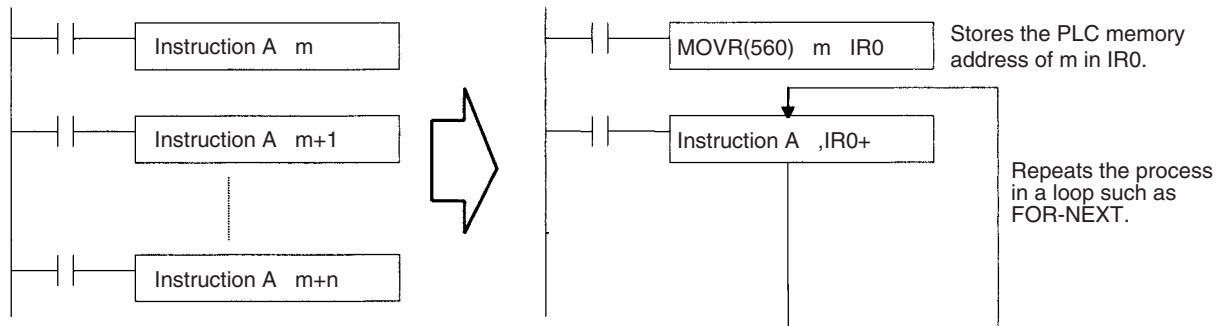 Instruction A m
Instruction A m+1
Instruction A m+n
MOVR(560) m IR0
Stores the PLC memory
address of m in IR0.
Instruction A ,IR0+
Repeats the process
in a loop such as
FOR-NEXT.